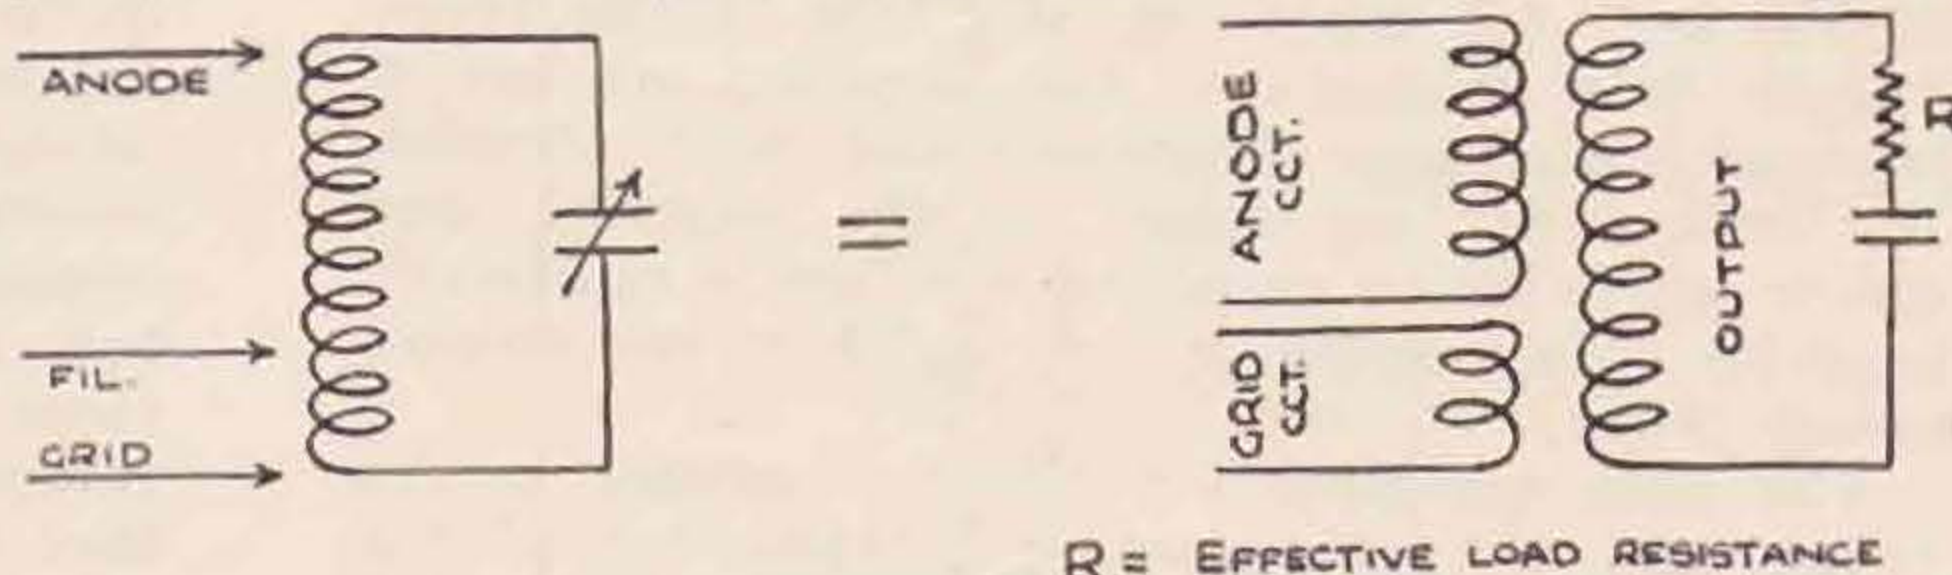 ANODE
FIL.
GRID
=
ANODE
CCT.
GRID
CCT.
OUTPUT
R
R = EFFECTIVE LOAD RESISTANCE